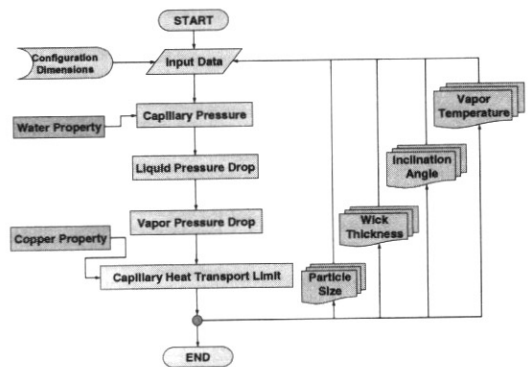 START
Configuration
Dimensions
Input Data
Vapor
Temperature
Capillary Pressure
Water Property
Inclination
Angle
Liquid Pressure Drop
Vapor Pressure Drop
Wick
Thickness
Copper Property
Capillary Heat Transport Limit
Particle
Size
END